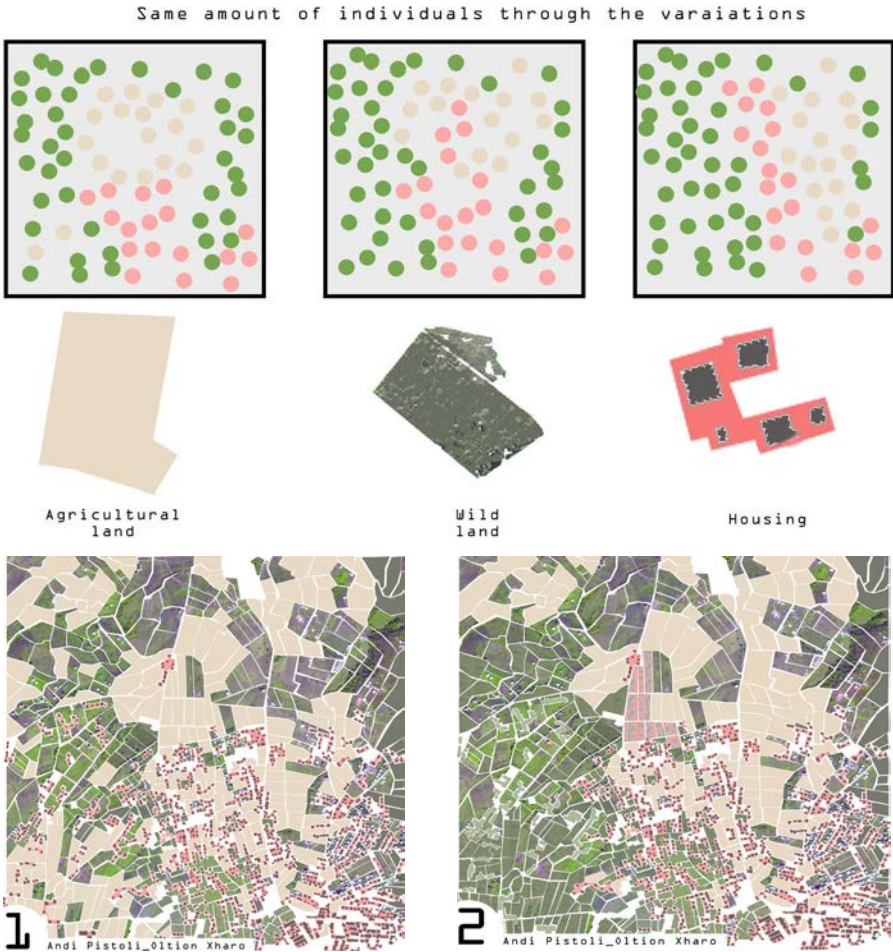 Same amount of individuals through the varaiations
Agricultural
land
Wild
land
Housing
1
Andi Pistoli_Oltion Xharo
2
Andi Pistoli_Oltion Xharo